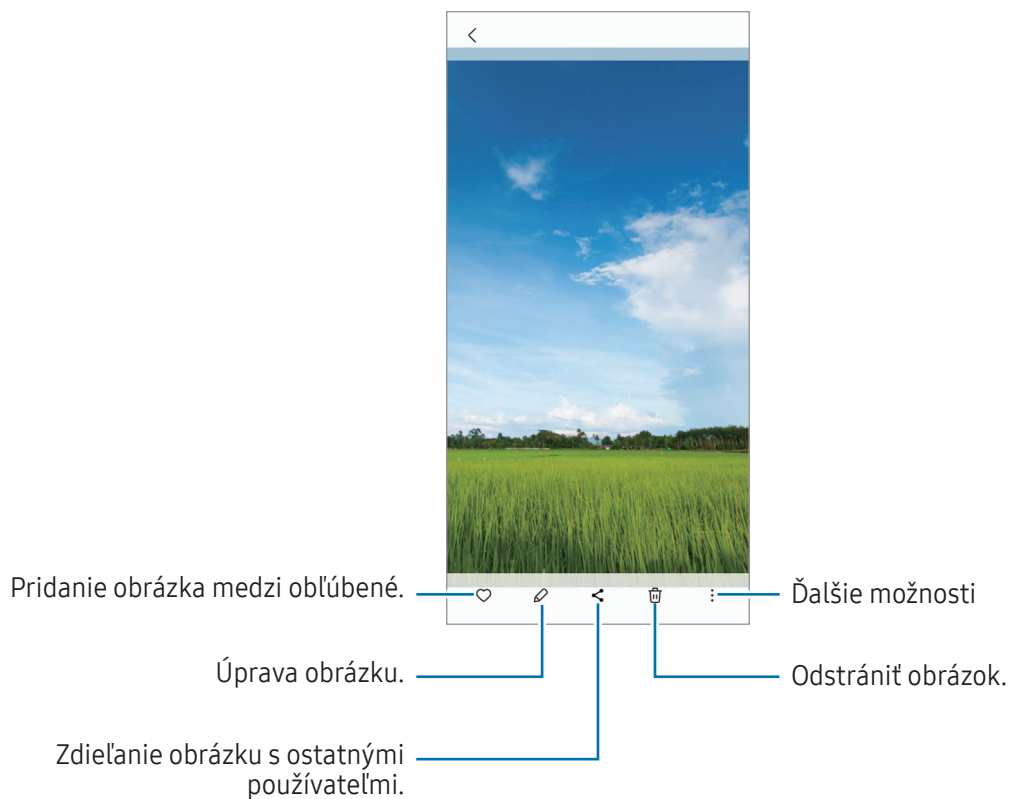 Pridanie obrázka medzi obľúbené.
Ďalšie možnosti
Úprava obrázku.
Odstrániť obrázok.
Zdieľanie obrázku s ostatnými
používateľmi.